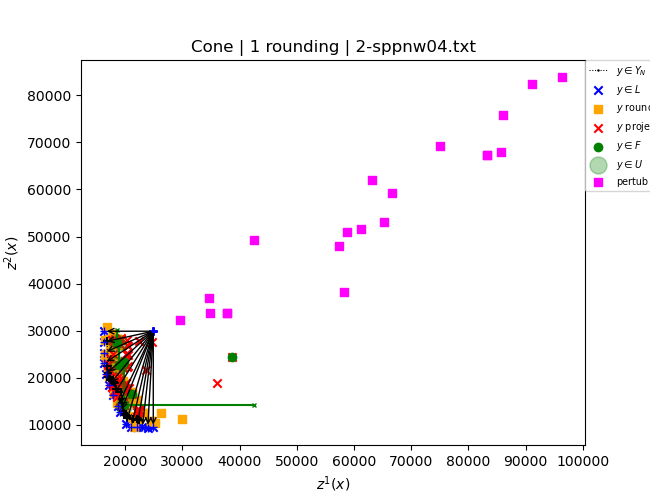 Cone | 1 rounding | 2-sppnw04.txt
80000
70000
60000
50000
40000
30000
20000
10000
z²(x)
20000 30000 40000 50000 60000 70000 80000 90000 100000
z¹(x)
y ∈ Y_N
y ∈ L
y roun
y proje
y ∈ F
y ∈ U
pertub